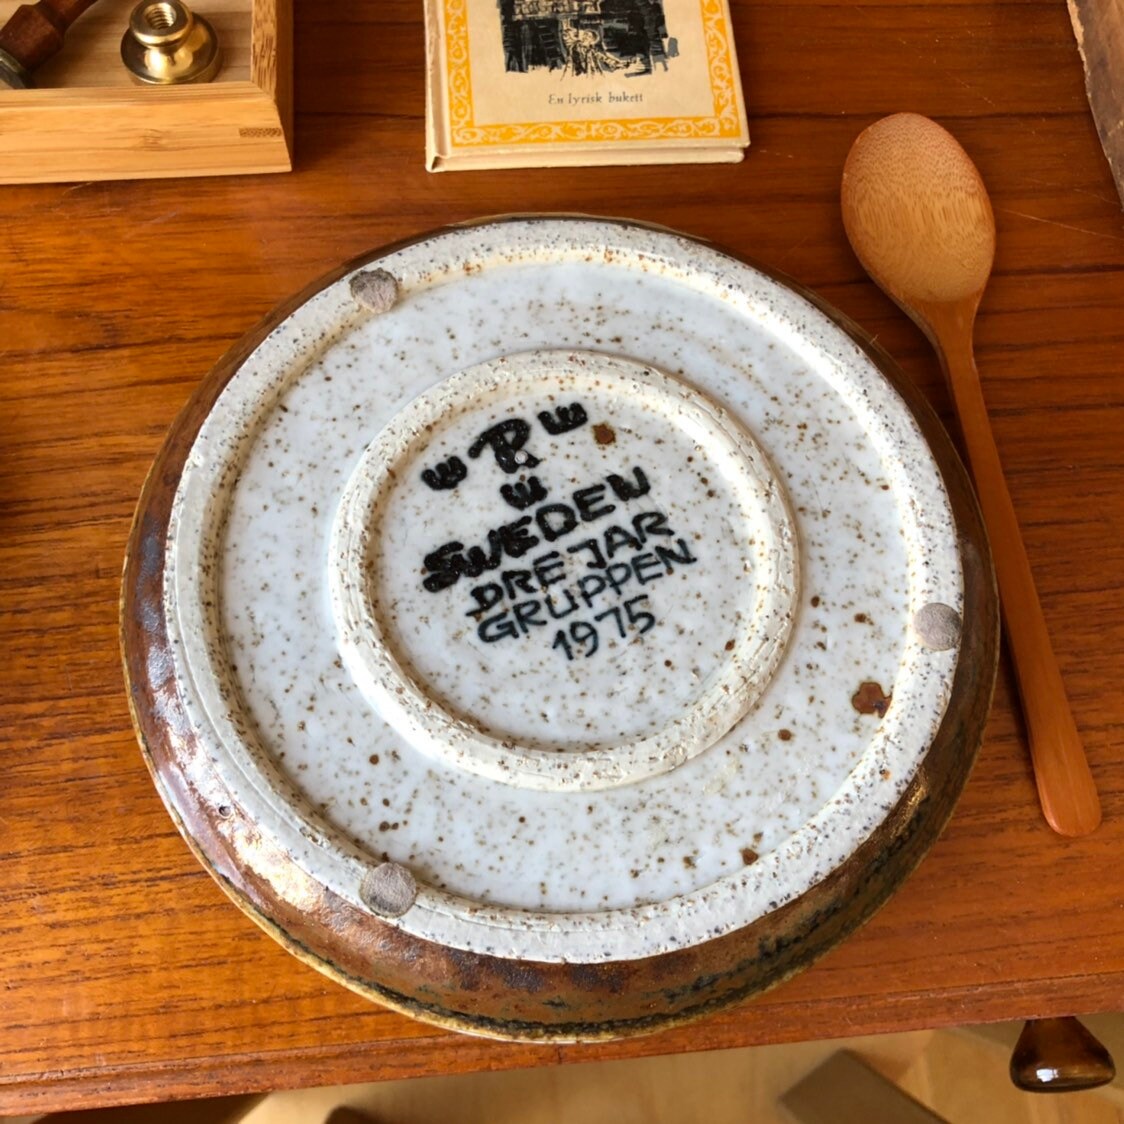 En lyrisk bukett
R
SWEDEN
DREJAR
GRUPPEN
1975